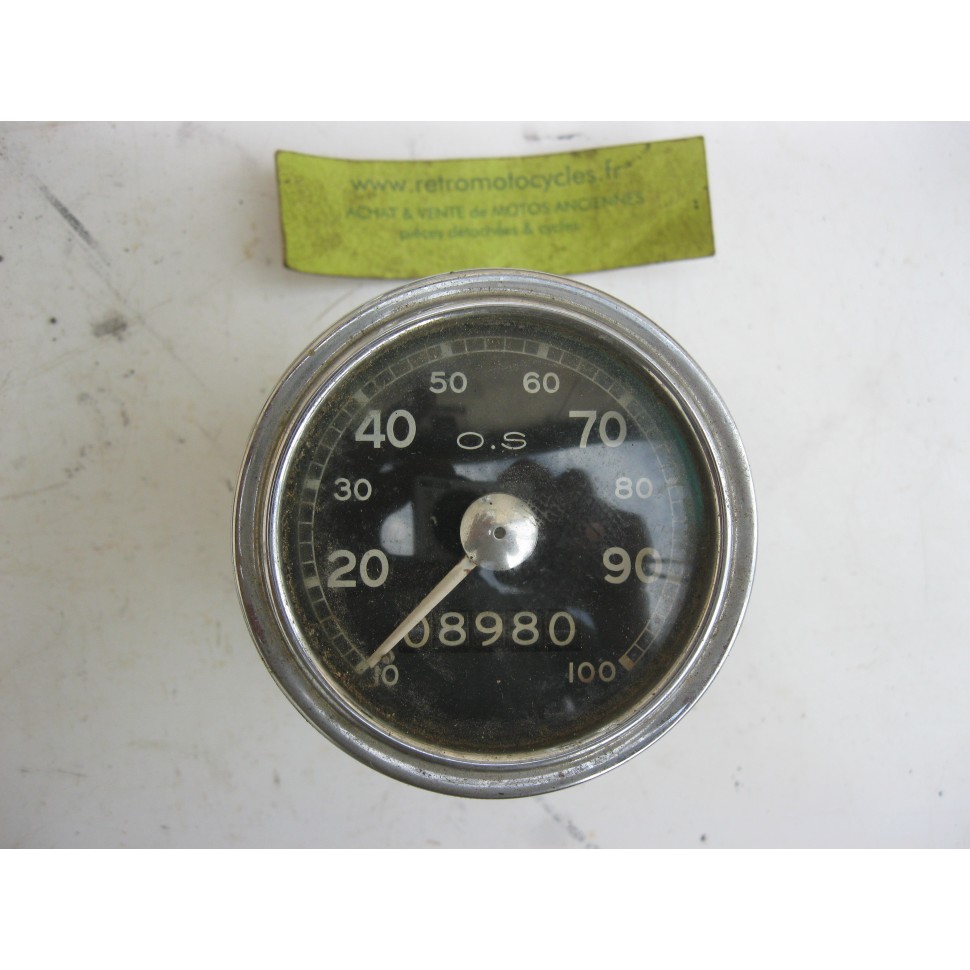 www.retromotocycles.fr
ACHAT & VENTE de MOTOS ANCIENNES
pièces détachées & cycles
50 60
40 O.S 70
30 80
20 90
08980
10 100